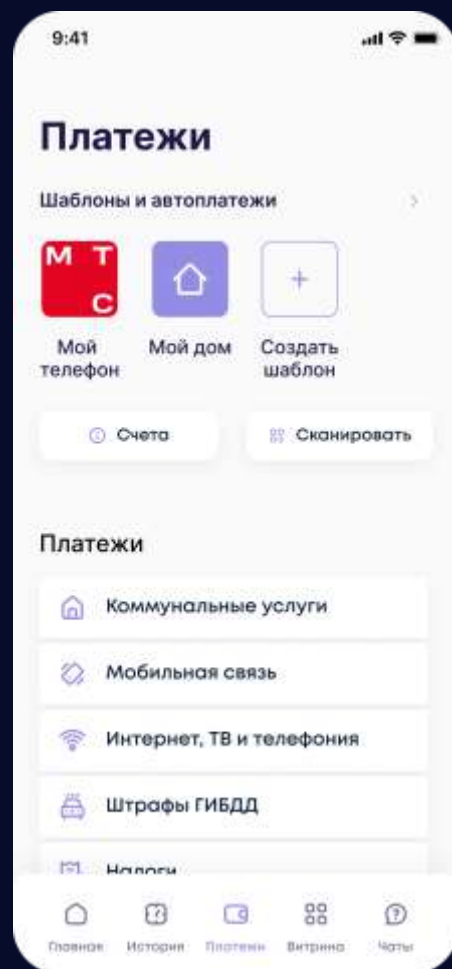 9:41
Платежи
Шаблоны и автоплатежи
М Т
С
Мой
телефон
Мой дом
Создать
шаблон
Счета
Сканировать
Платежи
Коммунальные услуги
Мобильная связь
Интернет, ТВ и телефония
Штрафы ГИБДД
Налоги
Главная
История
Платежи
Витрина
Чаты